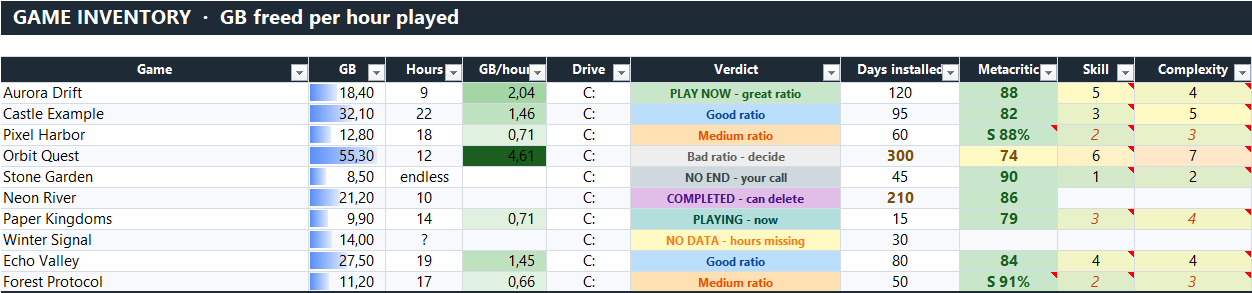 GAME INVENTORY · GB freed per hour played
Game GB Hours GB/hour Drive Verdict Days installed Metacritic Skill Complexity
Aurora Drift 18,40 9 2,04 C: PLAY NOW - great ratio 120 88 5 4
Castle Example 32,10 22 1,46 C: Good ratio 95 82 3 5
Pixel Harbor 12,80 18 0,71 C: Medium ratio 60 S 88% 2 3
Orbit Quest 55,30 12 4,61 C: Bad ratio - decide 300 74 6 7
Stone Garden 8,50 endless C: NO END - your call 45 90 1 2
Neon River 21,20 10 C: COMPLETED - can delete 210 86
Paper Kingdoms 9,90 14 0,71 C: PLAYING - now 15 79 3 4
Winter Signal 14,00 ? C: NO DATA - hours missing 30
Echo Valley 27,50 19 1,45 C: Good ratio 80 84 4 4
Forest Protocol 11,20 17 0,66 C: Medium ratio 50 S 91% 2 3